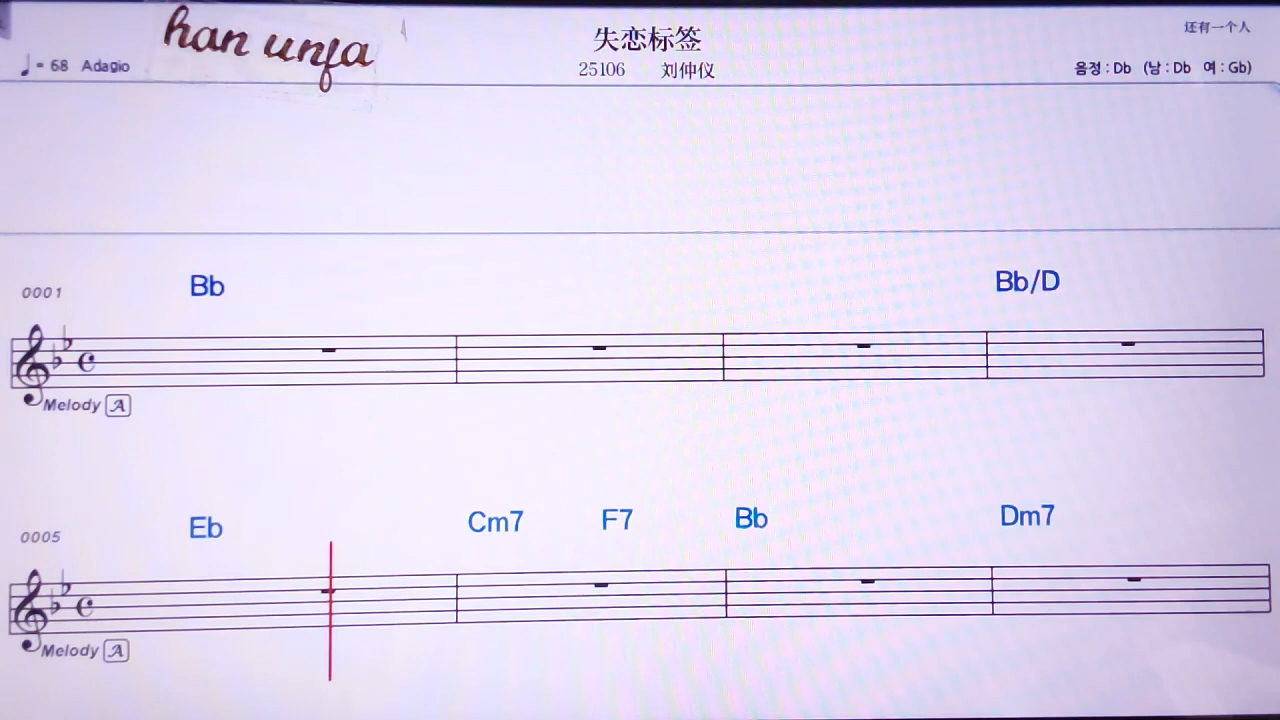 han unfa
失恋标签
还有一个人
♩= 68 Adagio
25106 刘仲仪
음정 : Db (남 : Db 여 : Gb)
0001 Bb Bb/D
Melody A
0005 Eb Cm7 F7 Bb Dm7
Melody A